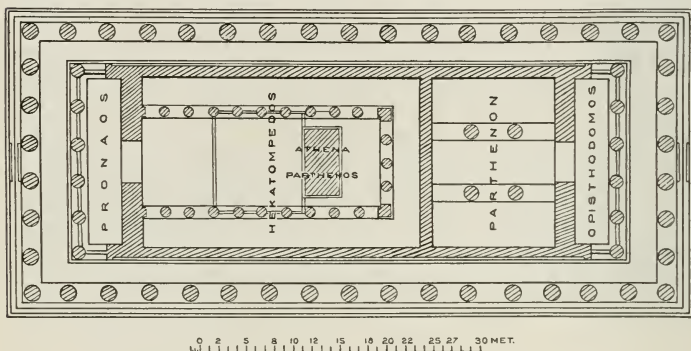 PRONAOS
HEKATOMPEDOS
ATHENA
PARTHENOS
PARTHENON
OPISTHODOMOS
0 2 5 8 10 12 15 18 20 22 25 27 30 MET.